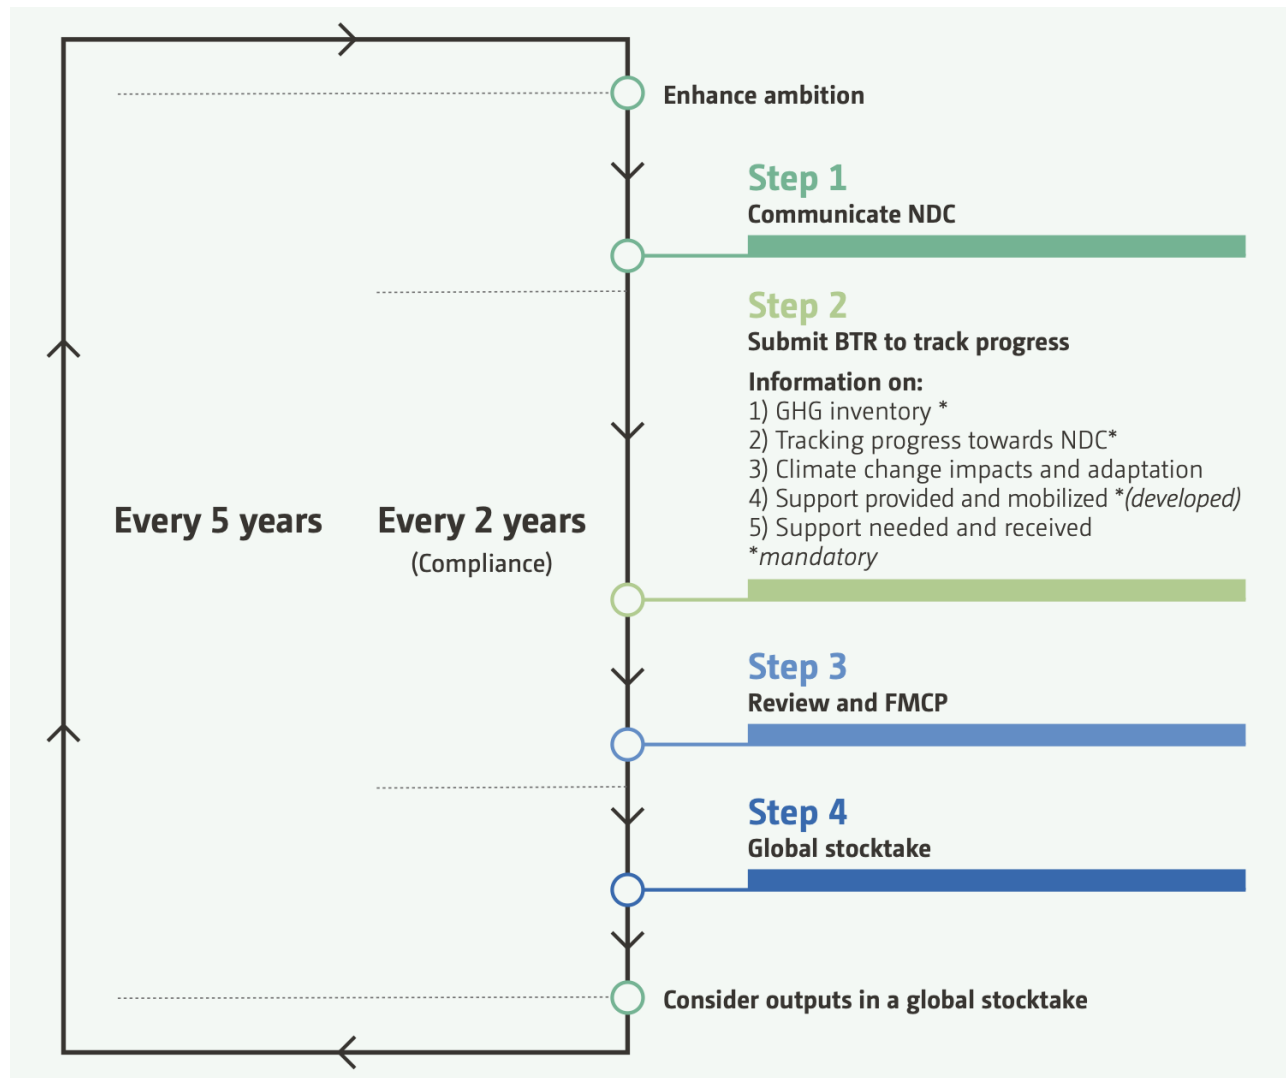 Enhance ambition
Step 1
Communicate NDC
Step 2
Submit BTR to track progress
Information on:
1) GHG inventory *
2) Tracking progress towards NDC*
3) Climate change impacts and adaptation
4) Support provided and mobilized *(developed)
5) Support needed and received
*mandatory
Every 5 years
Every 2 years
(Compliance)
Step 3
Review and FMCP
Step 4
Global stocktake
Consider outputs in a global stocktake